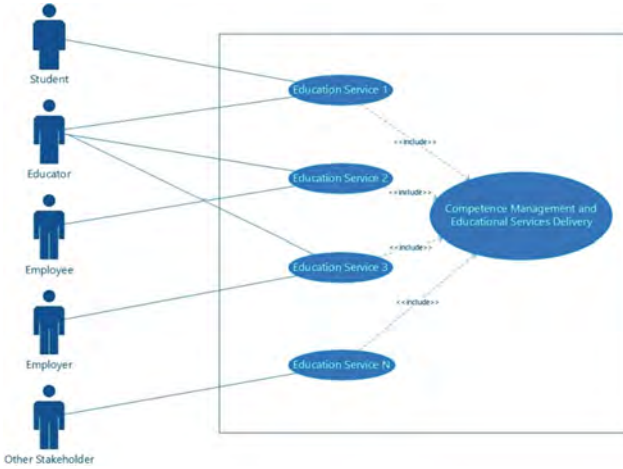 Student
Education Service 1
<<include>>
Educator
Education Service 2
<<include>>
Competence Management and
Educational Services Delivery
Employee
<<include>>
Education Service 3
<<include>>
Employer
Education Service N
Other Stakeholder